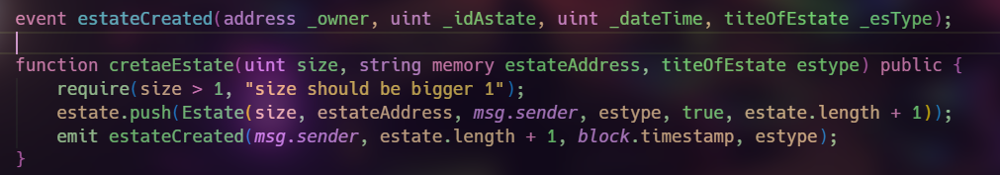 event estateCreated(address _owner, uint _idAstate, uint _dateTime, titeOfEstate _esType);
function cretaeEstate(uint size, string memory estateAddress, titeOfEstate estype) public {
require(size > 1, "size should be bigger 1");
estate.push(Estate(size, estateAddress, msg.sender, estype, true, estate.length + 1));
emit estateCreated(msg.sender, estate.length + 1, block.timestamp, estype);
}